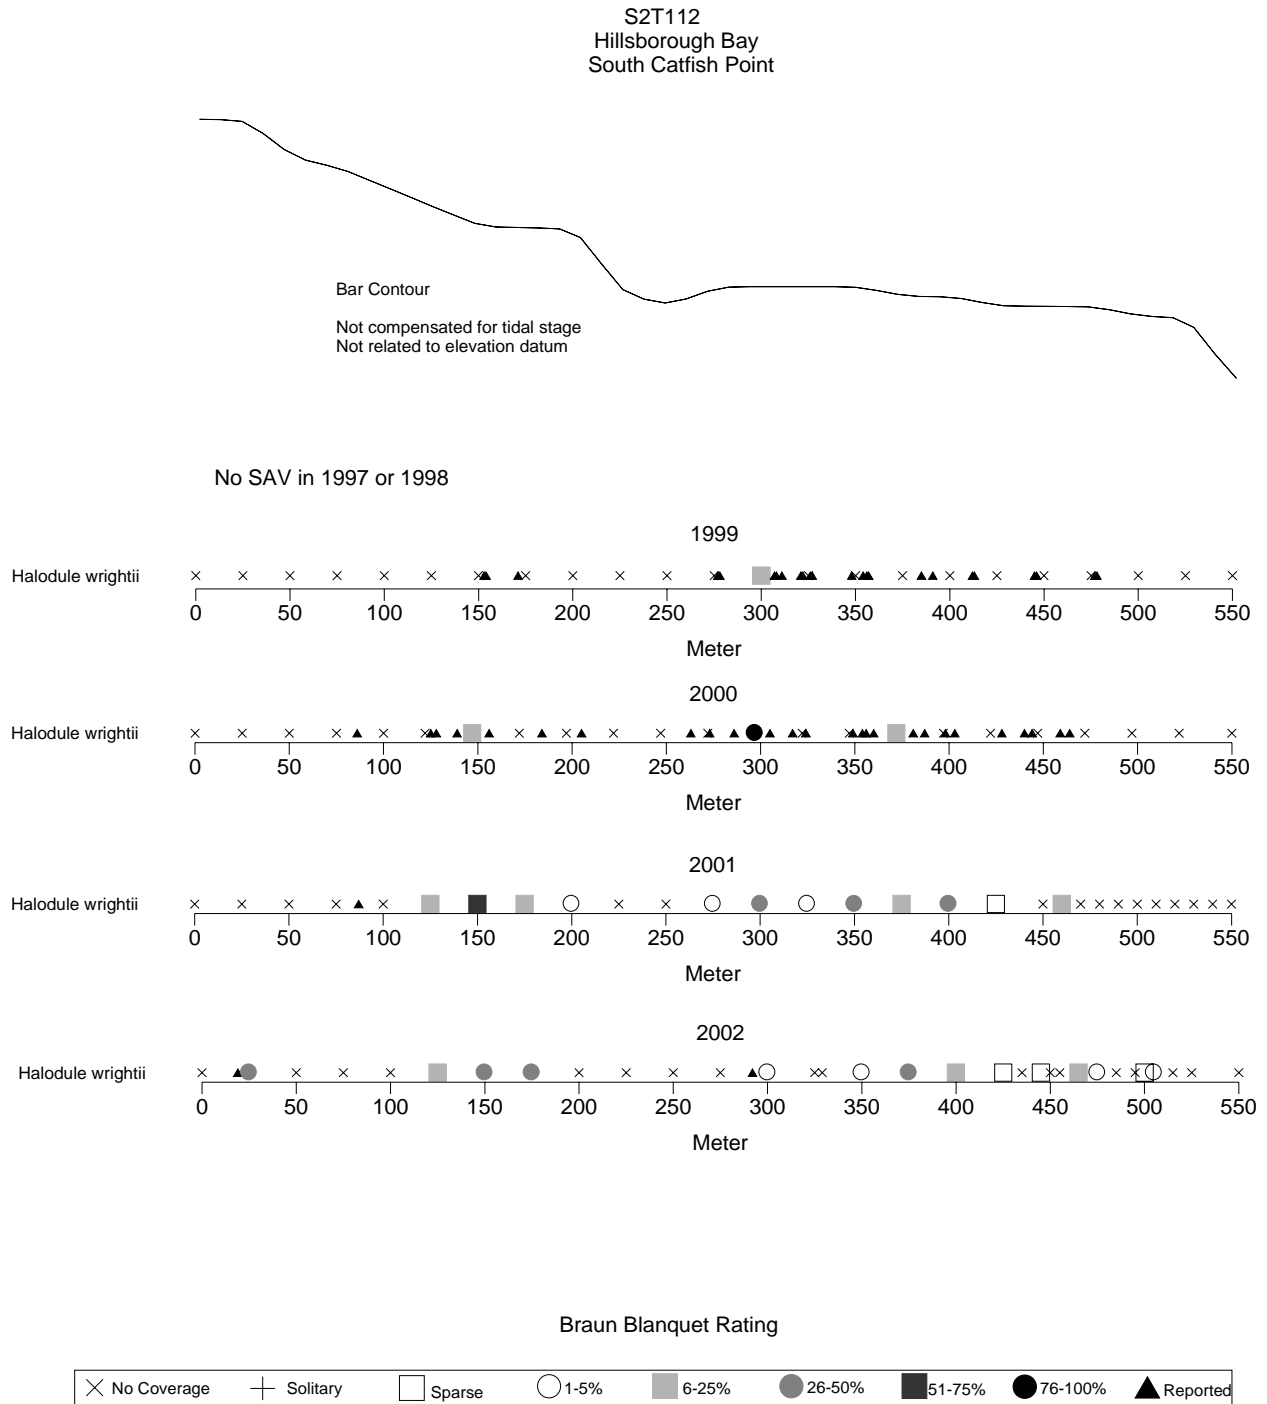 S2T112
Hillsborough Bay
South Catfish Point
Bar Contour
Not compensated for tidal stage
Not related to elevation datum
No SAV in 1997 or 1998
1999
Halodule wrightii
0 50 100 150 200 250 300 350 400 450 500 550
Meter
2000
Halodule wrightii
0 50 100 150 200 250 300 350 400 450 500 550
Meter
2001
Halodule wrightii
0 50 100 150 200 250 300 350 400 450 500 550
Meter
2002
Halodule wrightii
0 50 100 150 200 250 300 350 400 450 500 550
Meter
Braun Blanquet Rating
No Coverage Solitary Sparse 1-5% 6-25% 26-50% 51-75% 76-100% Reported